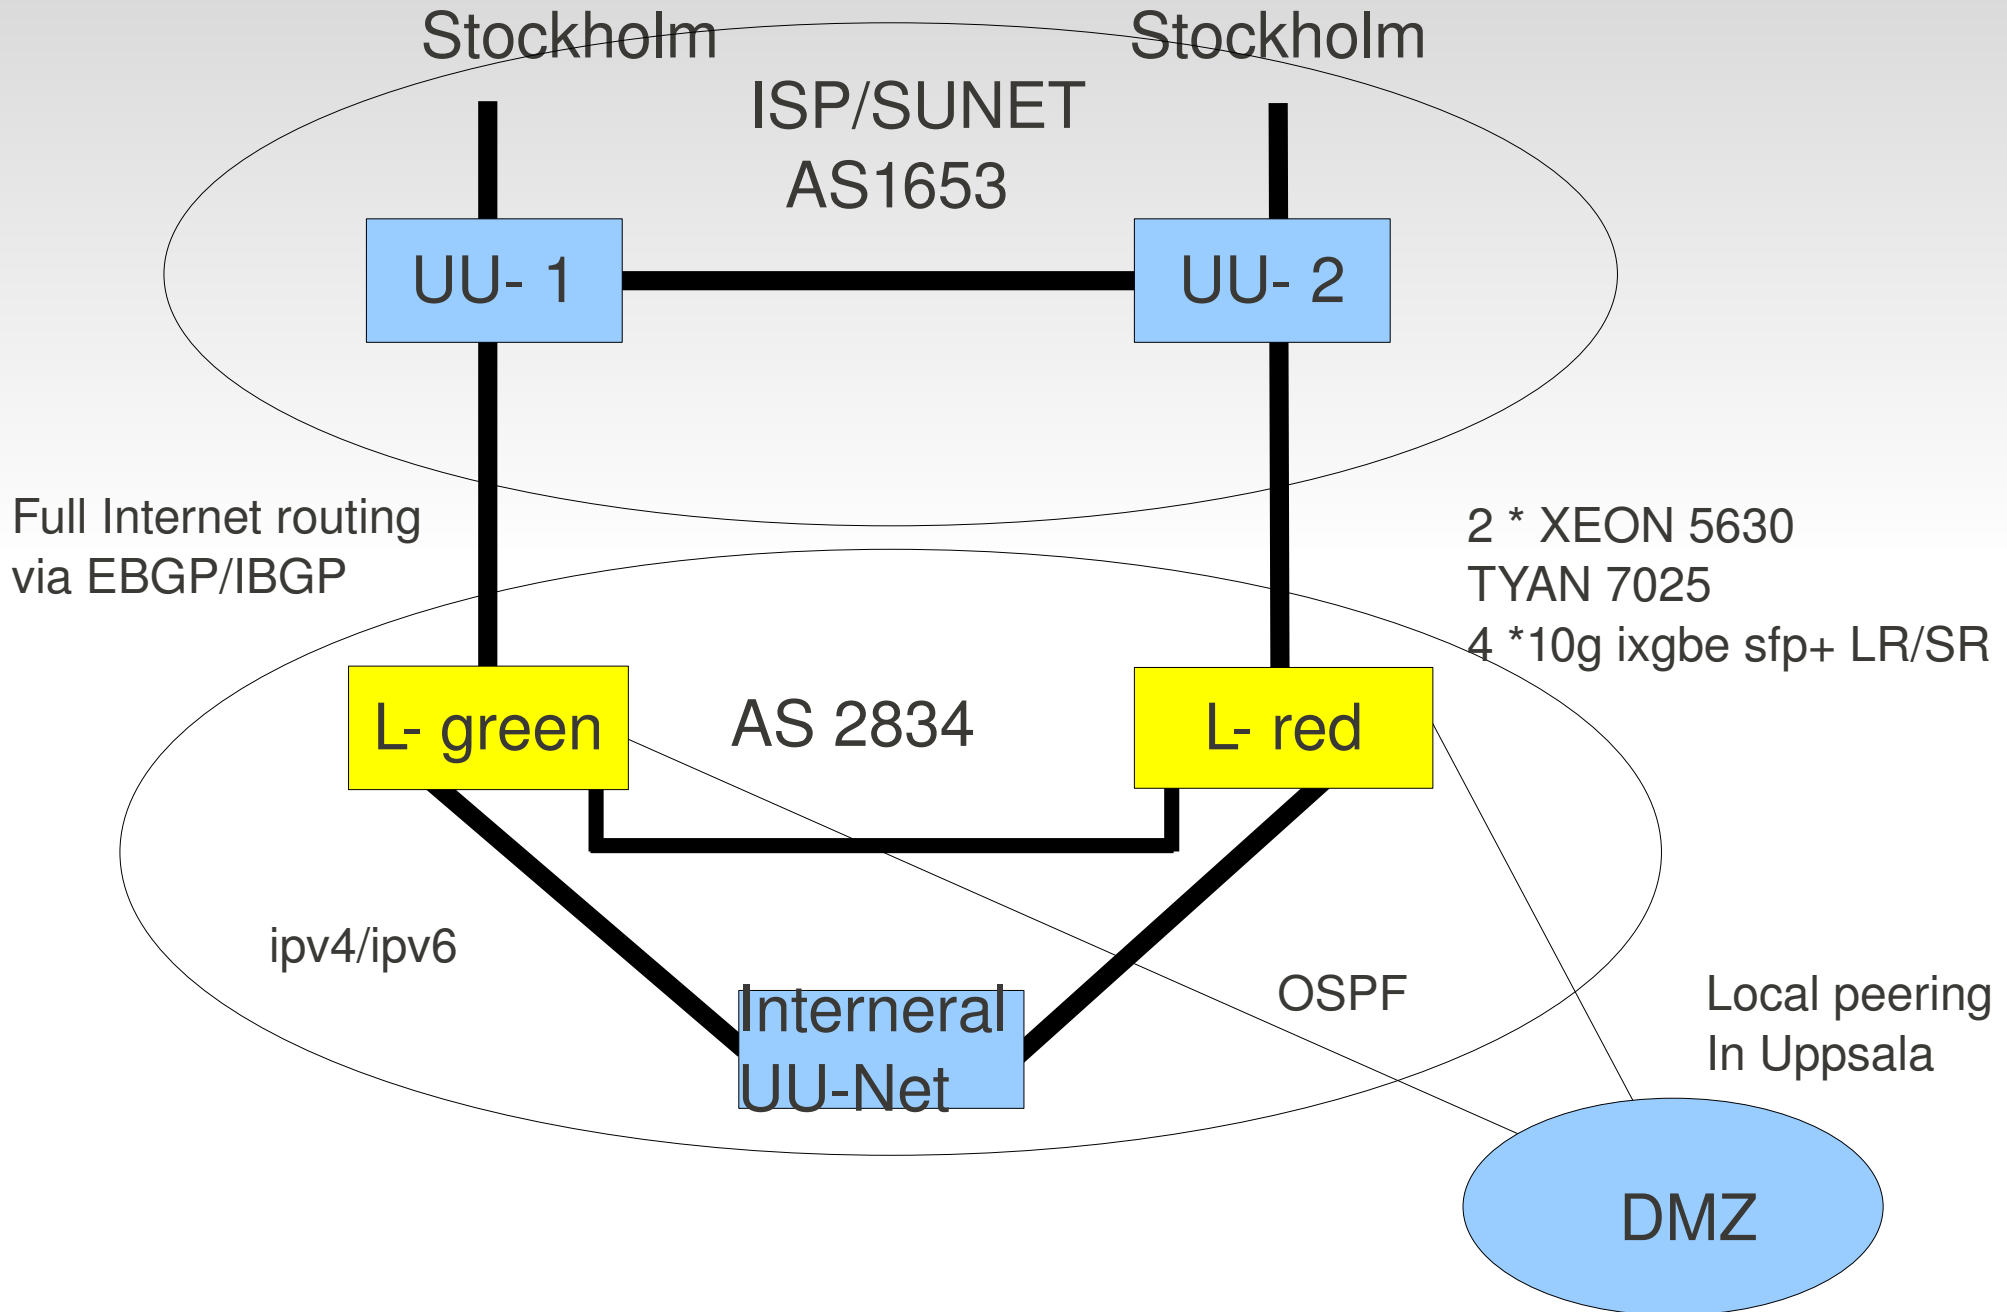 Stockholm
Stockholm
ISP/SUNET
AS1653
UU- 1
UU- 2
Full Internet routing
via EBGP/IBGP
2 * XEON 5630
TYAN 7025
4 *10g ixgbe sfp+ LR/SR
L- green
AS 2834
L- red
ipv4/ipv6
OSPF
Interneral
UU-Net
Local peering
In Uppsala
DMZ